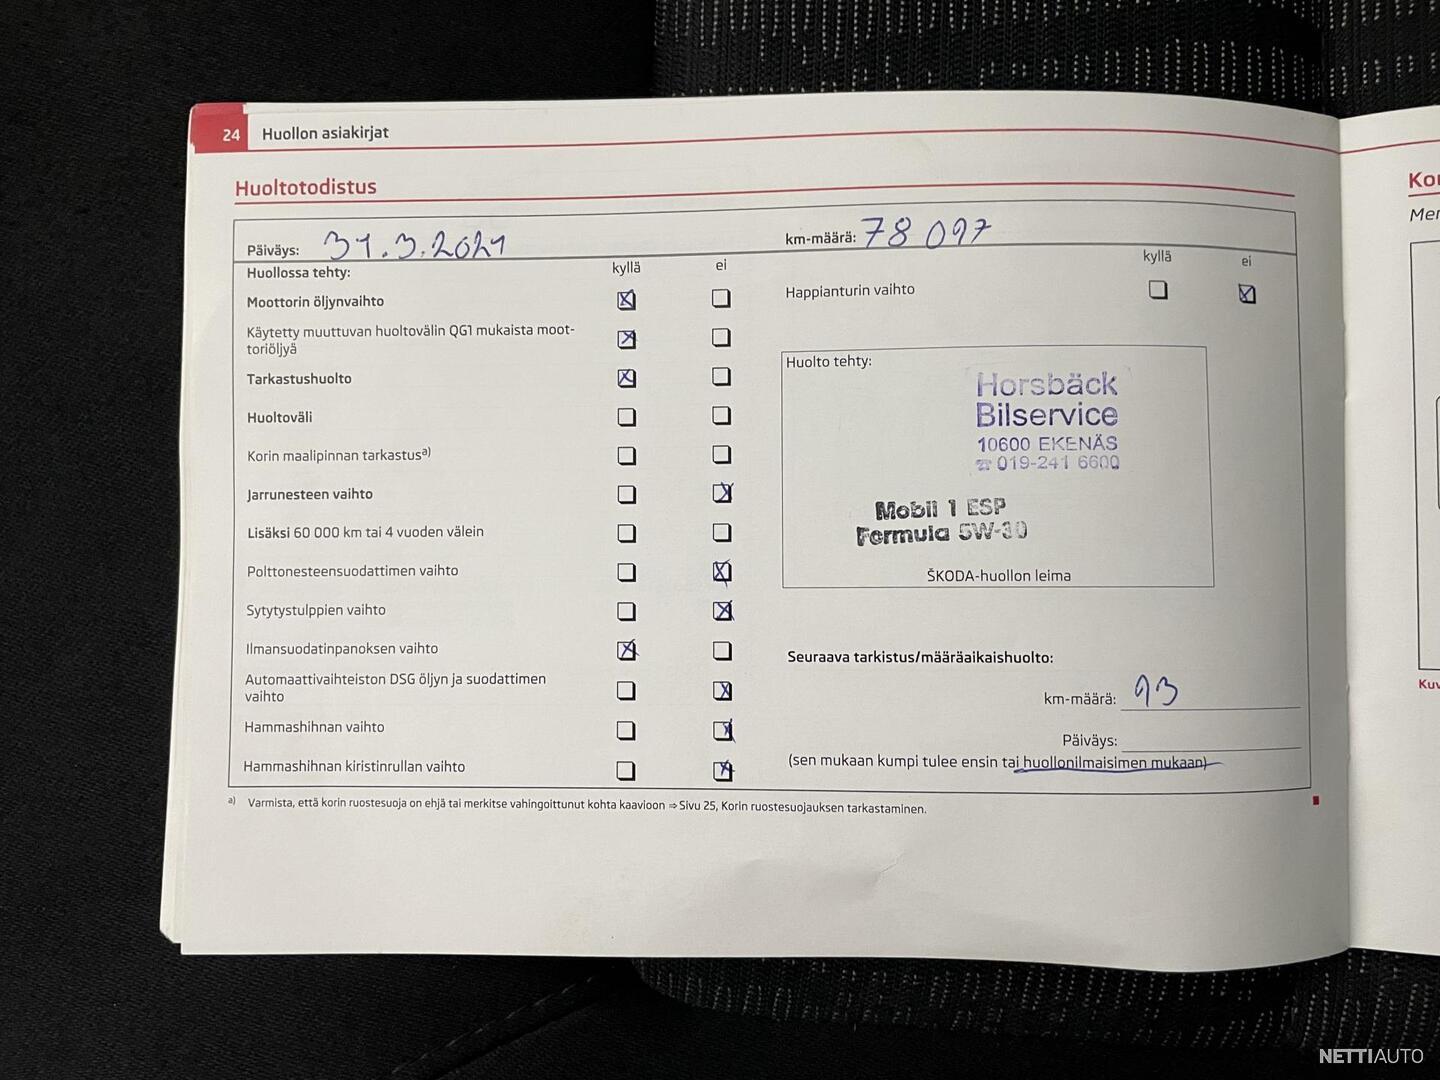 24 Huollon asiakirjat
Huoltotodistus
Päiväys: 31.3.2021
km-määrä: 78 097
Huollossa tehty: kyllä ei
Moottorin öljynvaihto
Käytetty muuttuvan huoltovälin QG1 mukaista moot-
toriöljyä
Tarkastushuolto
Huoltoväli
Korin maalipinnan tarkastusa)
Jarrunesteen vaihto
Lisäksi 60 000 km tai 4 vuoden välein
Polttonesteensuodattimen vaihto
Sytytystulppien vaihto
Ilmansuodatinpanoksen vaihto
Automaattivaihteiston DSG öljyn ja suodattimen
vaihto
Hammashihnan vaihto
Hammashihnan kiristinrullan vaihto
kyllä ei
Happianturin vaihto
Huolto tehty:
Horsbäck
Bilservice
10600 EKENÄS
☎ 019-241 6600
Mobil 1 ESP
Formula 5W-30
ŠKODA-huollon leima
Seuraava tarkistus/määräaikaishuolto:
km-määrä: 93
Päiväys:
(sen mukaan kumpi tulee ensin tai huollonilmaisimen mukaan)
a) Varmista, että korin ruostesuoja on ehjä tai merkitse vahingoittunut kohta kaavioon ⇒ Sivu 25, Korin ruostesuojauksen tarkastaminen.
NETTIAUTO